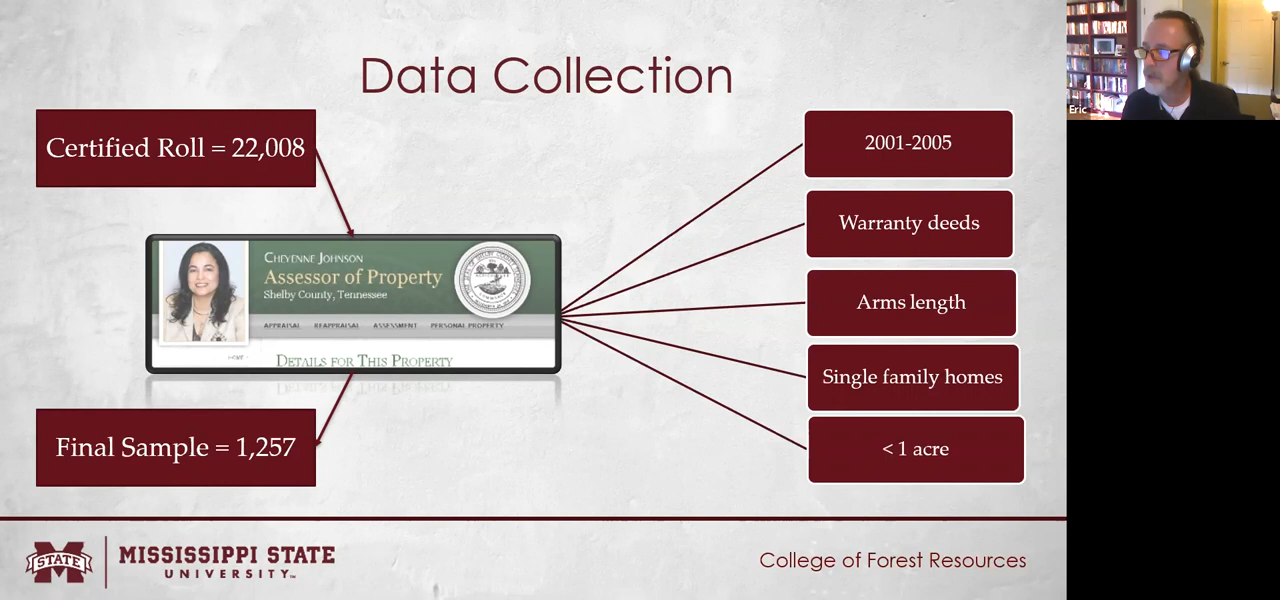 Data Collection
Certified Roll = 22,008
CHEYENNE JOHNSON
Assessor of Property
Shelby County, Tennessee
APPRAISAL REAPPRAISAL ASSESSMENT PERSONAL PROPERTY
DETAILS FOR THIS PROPERTY
Final Sample = 1,257
2001-2005
Warranty deeds
Arms length
Single family homes
< 1 acre
STATE
MISSISSIPPI STATE
UNIVERSITY™
College of Forest Resources
Eric